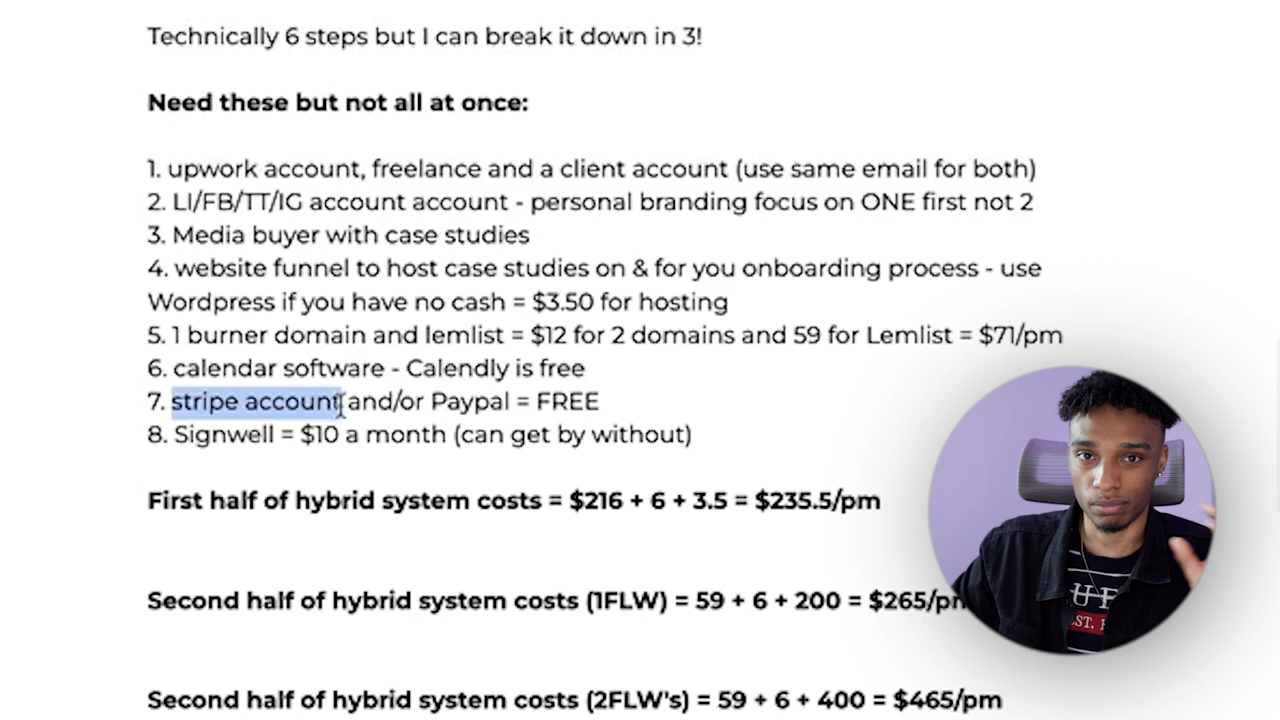 Technically 6 steps but I can break it down in 3!
Need these but not all at once:
1. upwork account, freelance and a client account (use same email for both)
2. LI/FB/TT/IG account account - personal branding focus on ONE first not 2
3. Media buyer with case studies
4. website funnel to host case studies on & for you onboarding process - use
Wordpress if you have no cash = $3.50 for hosting
5. 1 burner domain and lemlist = $12 for 2 domains and 59 for Lemlist = $71/pm
6. calendar software - Calendly is free
7. stripe account and/or Paypal = FREE
8. Signwell = $10 a month (can get by without)
First half of hybrid system costs = $216 + 6 + 3.5 = $235.5/pm
Second half of hybrid system costs (1FLW) = 59 + 6 + 200 = $265/pm
Second half of hybrid system costs (2FLW's) = 59 + 6 + 400 = $465/pm